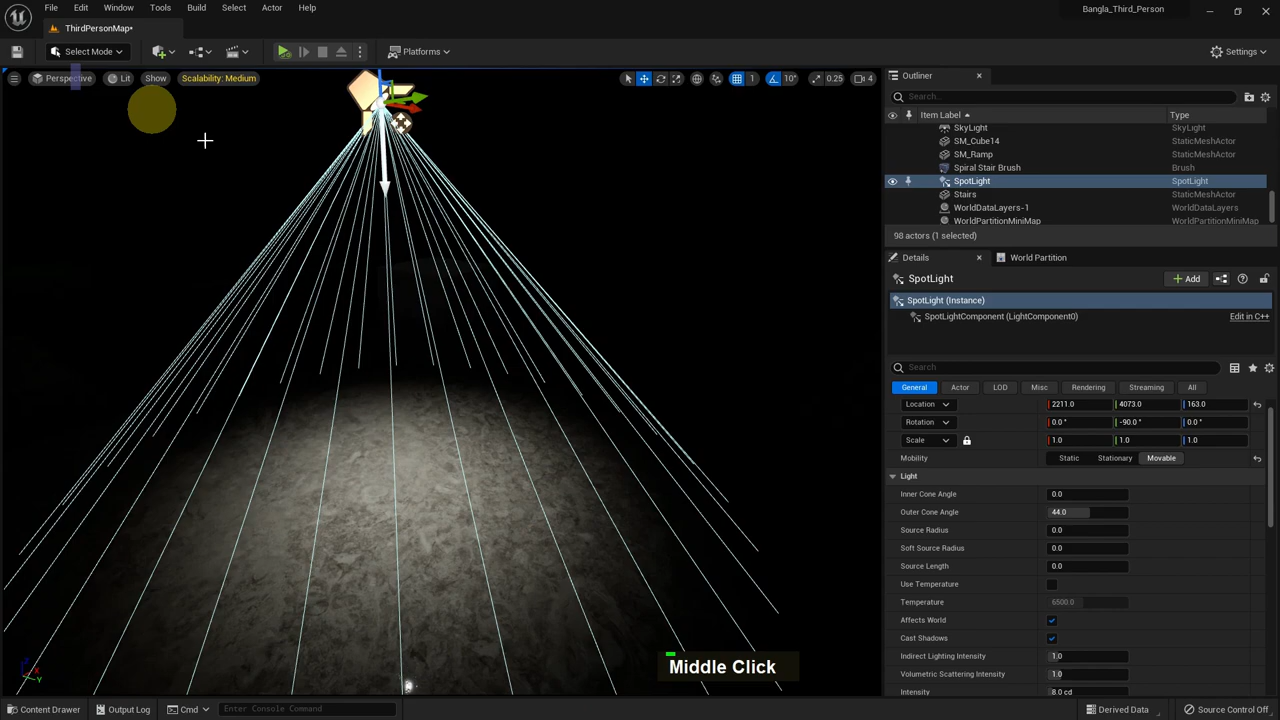 File Edit Window Tools Build Select Actor Help
Bangla_Third_Person
ThirdPersonMap*
Select Mode
Platforms
Settings
Perspective Lit Show Scalability: Medium
1 10° 0.25 4
Outliner
Search...
Item Label Type
SkyLight SkyLight
SM_Cube14 StaticMeshActor
SM_Ramp StaticMeshActor
Spiral Stair Brush Brush
SpotLight SpotLight
Stairs StaticMeshActor
WorldDataLayers-1 WorldDataLayers
WorldPartitionMiniMap WorldPartitionMiniMap
98 actors (1 selected)
Details World Partition
SpotLight Add
SpotLight (Instance)
SpotLightComponent (LightComponent0) Edit in C++
Search
General Actor LOD Misc Rendering Streaming All
Location 2211.0 4073.0 163.0
Rotation 0.0 ° -90.0 ° 0.0 °
Scale 1.0 1.0 1.0
Mobility Static Stationary Movable
Light
Inner Cone Angle 0.0
Outer Cone Angle 44.0
Source Radius 0.0
Soft Source Radius 0.0
Source Length 0.0
Use Temperature
Temperature 6500.0
Affects World
Cast Shadows
Indirect Lighting Intensity 1.0
Volumetric Scattering Intensity 1.0
Intensity 8.0 cd
Middle Click
Content Drawer Output Log Cmd Enter Console Command Derived Data Source Control Off